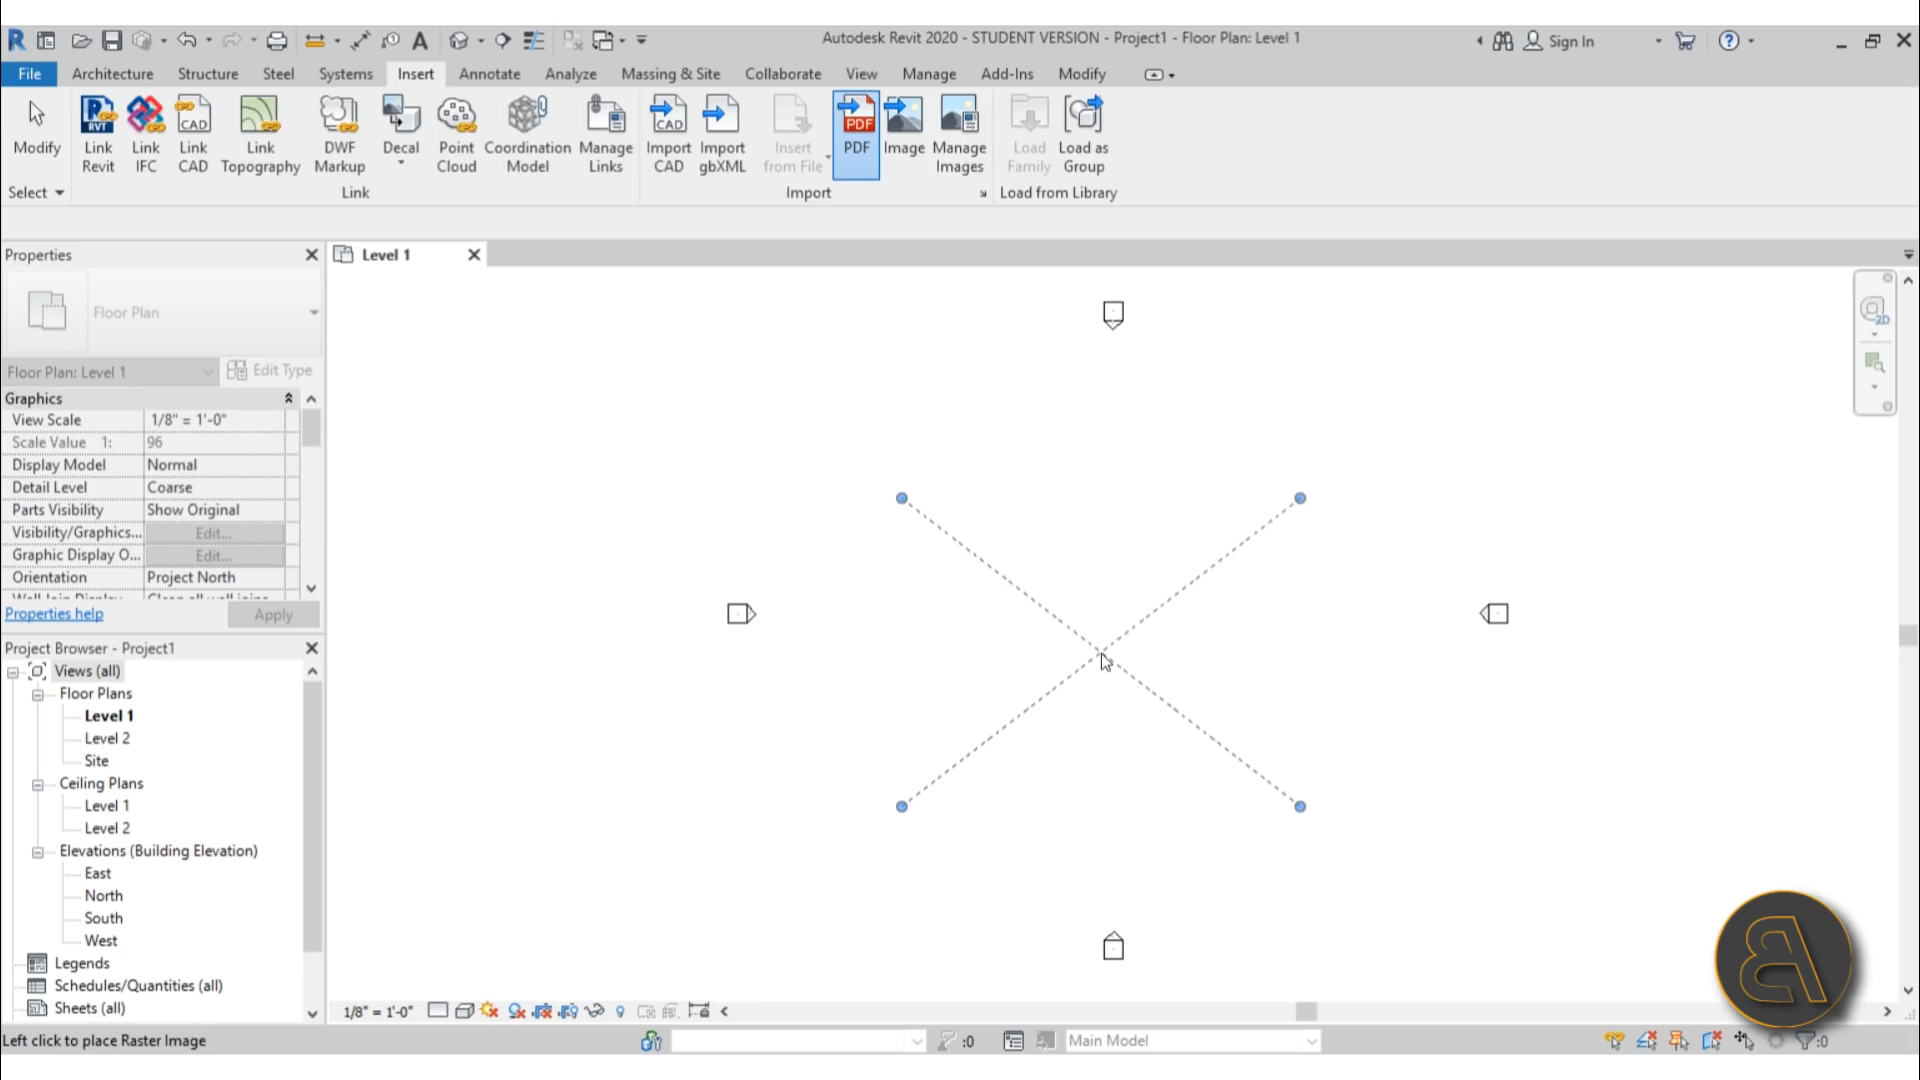 Autodesk Revit 2020 - STUDENT VERSION - Project1 - Floor Plan: Level 1
Sign In
File Architecture Structure Steel Systems Insert Annotate Analyze Massing & Site Collaborate View Manage Add-Ins Modify
Modify
Link Revit
Link IFC
Link CAD
Link Topography
DWF Markup
Decal
Point Cloud
Coordination Model
Manage Links
Import CAD
Import gbXML
Insert from File
PDF
Image
Manage Images
Load Family
Load as Group
Select
Link
Import
Load from Library
Properties
Level 1
Floor Plan
Floor Plan: Level 1
Edit Type
Graphics
View Scale 1/8" = 1'-0"
Scale Value 1: 96
Display Model Normal
Detail Level Coarse
Parts Visibility Show Original
Visibility/Graphics... Edit...
Graphic Display O... Edit...
Orientation Project North
Properties help
Apply
Project Browser - Project1
Views (all)
Floor Plans
Level 1
Level 2
Site
Ceiling Plans
Level 1
Level 2
Elevations (Building Elevation)
East
North
South
West
Legends
Schedules/Quantities (all)
Sheets (all)
2D
1/8" = 1'-0"
Left click to place Raster Image
:0
Main Model
:0